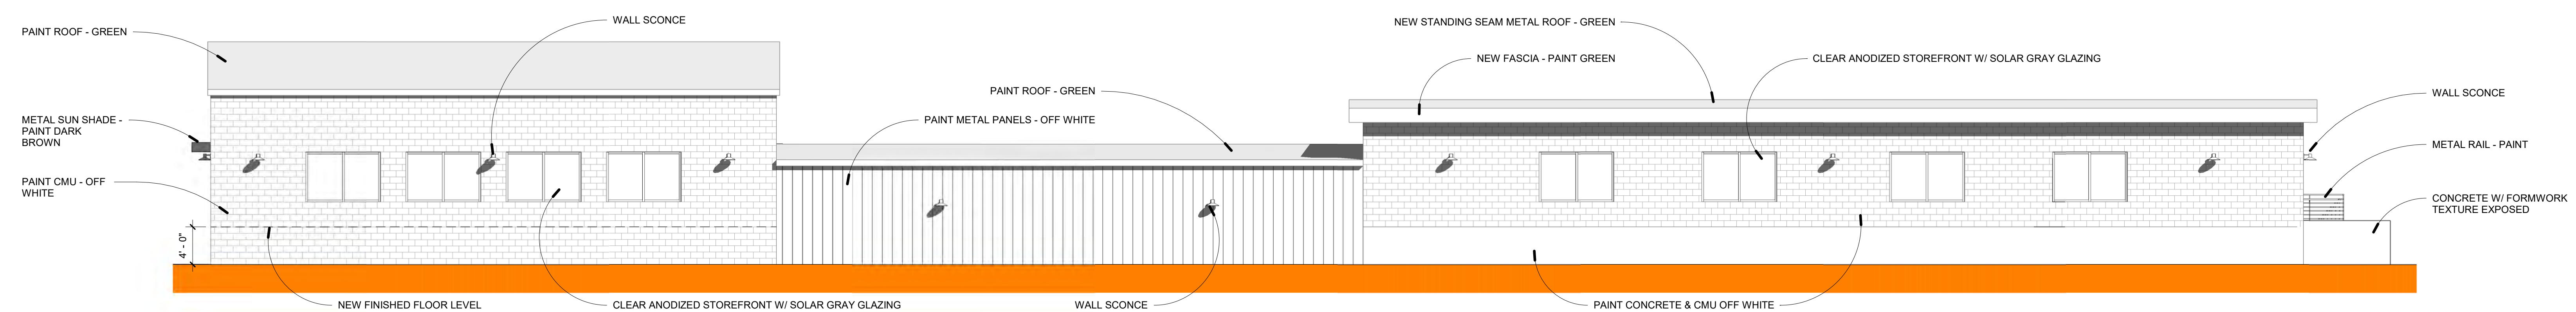 PAINT ROOF - GREEN
WALL SCONCE
NEW STANDING SEAM METAL ROOF - GREEN
NEW FASCIA - PAINT GREEN
CLEAR ANODIZED STOREFRONT W/ SOLAR GRAY GLAZING
PAINT ROOF - GREEN
WALL SCONCE
METAL SUN SHADE -
PAINT DARK
BROWN
PAINT METAL PANELS - OFF WHITE
METAL RAIL - PAINT
PAINT CMU - OFF
WHITE
CONCRETE W/ FORMWORK
TEXTURE EXPOSED
4' - 0"
NEW FINISHED FLOOR LEVEL
CLEAR ANODIZED STOREFRONT W/ SOLAR GRAY GLAZING
WALL SCONCE
PAINT CONCRETE & CMU OFF WHITE